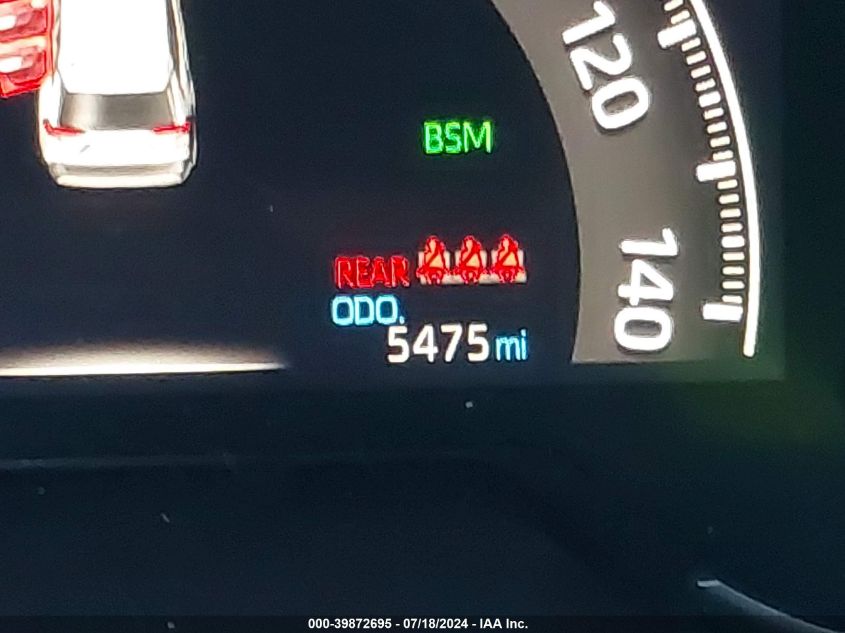 120
BSM
140
REAR
ODO.
5475 mi
000-39872695 - 07/18/2024 - IAA Inc.